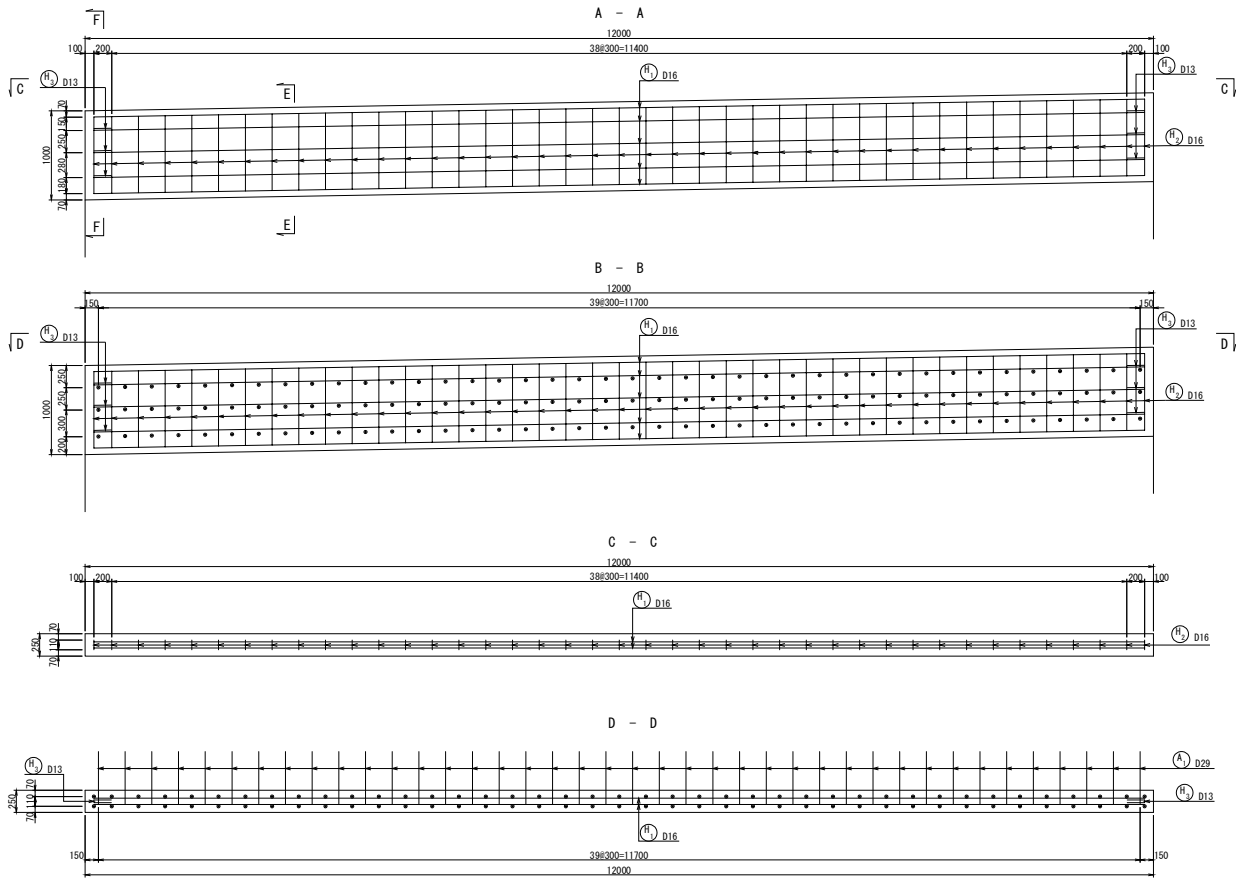 A - A
F
12000
100 200 38@300=11400 200 100
H3 D13
H1 D16
H3 D13
C
E
C
70
150
250
280
180
70
1000
H2 D16
F
E
B - B
12000
150 39@300=11700 150
H3 D13
H1 D16
H3 D13
D
D
250
250
300
200
1000
H2 D16
C - C
12000
100 200 38@300=11400 200 100
H1 D16
70
110
70
250
H2 D16
D - D
H3 D13
A1 D29
70
110
70
250
H3 D13
H1 D16
150 39@300=11700 150
12000